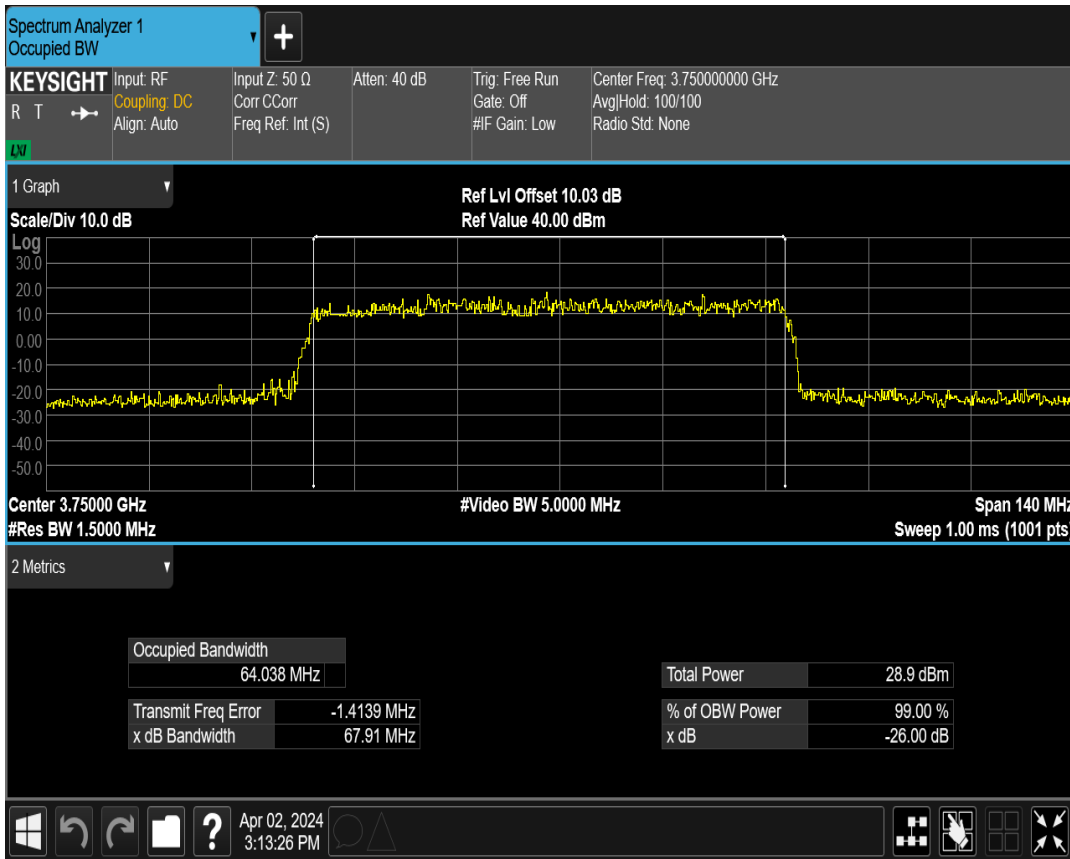 Spectrum Analyzer 1
Occupied BW
+
KEYSIGHT
R T
LXI
Input: RF
Coupling: DC
Align: Auto
Input Z: 50 Ω
Corr CCorr
Freq Ref: Int (S)
Atten: 40 dB
Trig: Free Run
Gate: Off
#IF Gain: Low
Center Freq: 3.750000000 GHz
Avg|Hold: 100/100
Radio Std: None
1 Graph
Scale/Div 10.0 dB
Ref Lvl Offset 10.03 dB
Ref Value 40.00 dBm
Log
30.0
20.0
10.0
0.00
-10.0
-20.0
-30.0
-40.0
-50.0
Center 3.75000 GHz
#Video BW 5.0000 MHz
Span 140 MHz
#Res BW 1.5000 MHz
Sweep 1.00 ms (1001 pts)
2 Metrics
Occupied Bandwidth
64.038 MHz
Total Power 28.9 dBm
Transmit Freq Error -1.4139 MHz
% of OBW Power 99.00 %
x dB Bandwidth 67.91 MHz
x dB -26.00 dB
?
Apr 02, 2024
3:13:26 PM